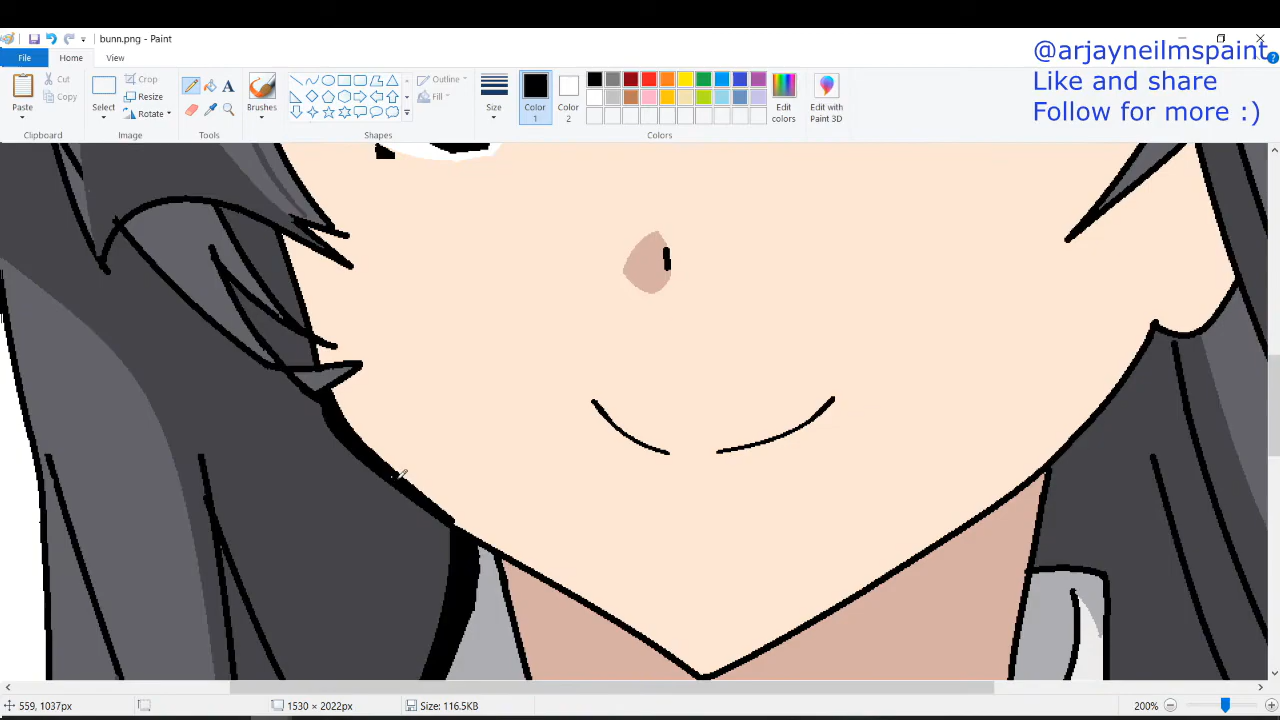 bunn.png - Paint
@arjayneilmspaint
Like and share
Follow for more :)
File
Home
View
Paste
Cut
Copy
Clipboard
Select
Crop
Resize
Rotate
Image
Tools
Brushes
Shapes
Outline
Fill
Size
Color
1
Color
2
Edit
colors
Edit with
Paint 3D
Colors
559, 1037px
1530 × 2022px
Size: 116.5KB
200%